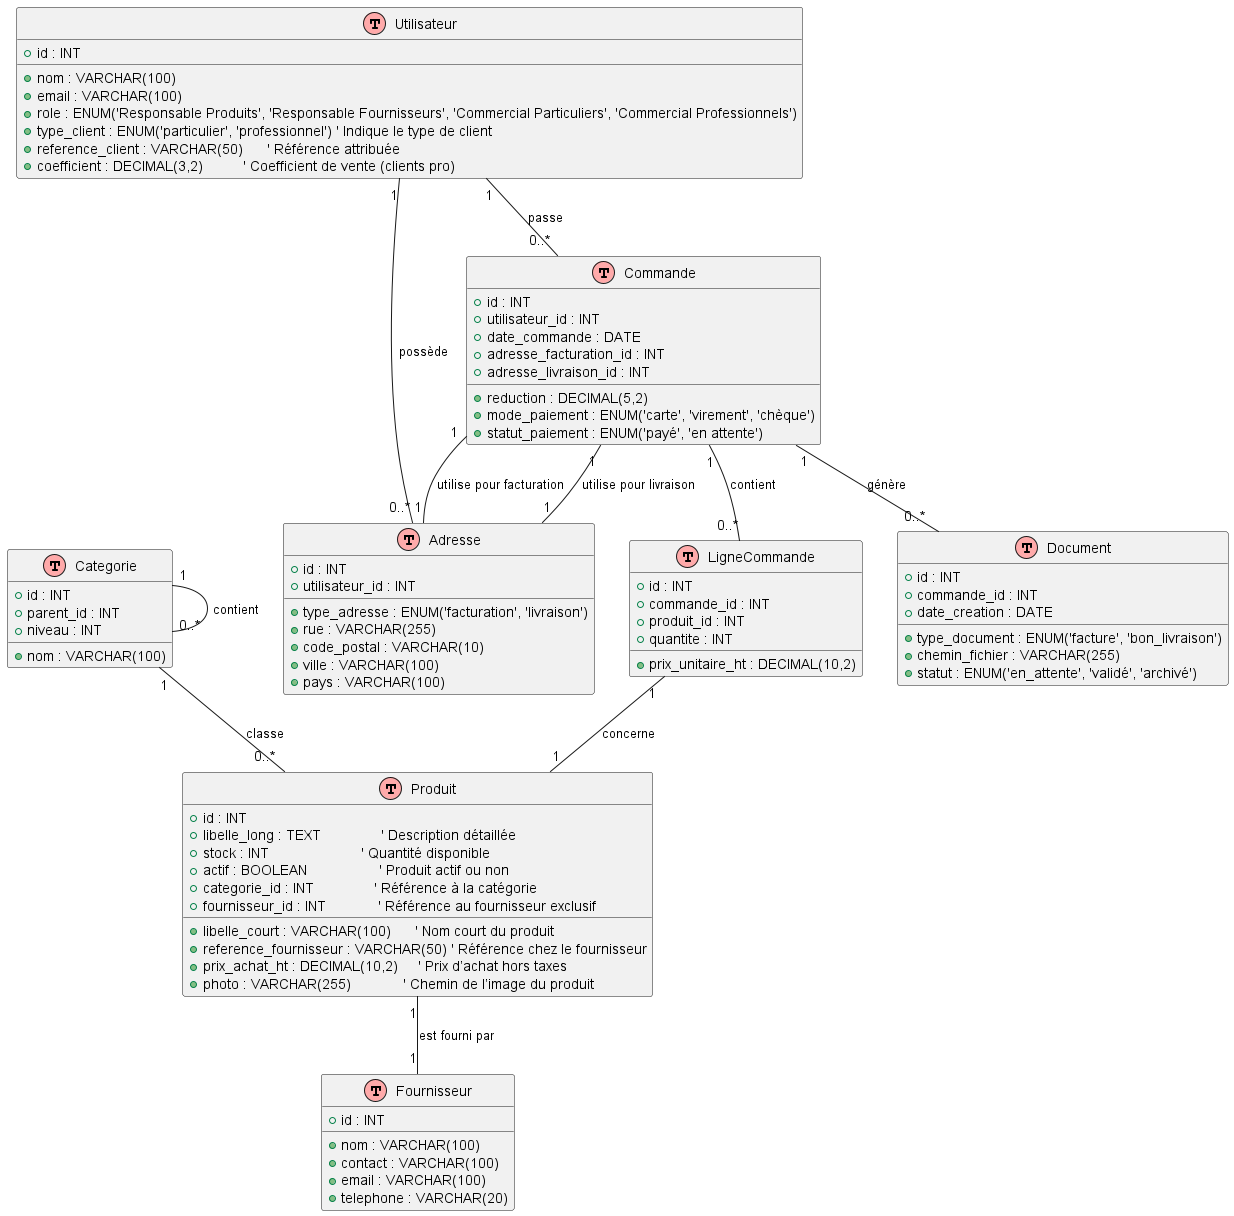 T Utilisateur
id : INT
nom : VARCHAR(100)
email : VARCHAR(100)
role : ENUM('Responsable Produits', 'Responsable Fournisseurs', 'Commercial Particuliers', 'Commercial Professionnels')
type_client : ENUM('particulier', 'professionnel') ' Indique le type de client
reference_client : VARCHAR(50) ' Référence attribuée
coefficient : DECIMAL(3,2) ' Coefficient de vente (clients pro)
1
1
passe
0..*
T Commande
id : INT
utilisateur_id : INT
date_commande : DATE
adresse_facturation_id : INT
adresse_livraison_id : INT
reduction : DECIMAL(5,2)
mode_paiement : ENUM('carte', 'virement', 'chèque')
statut_paiement : ENUM('payé', 'en attente')
possède
1
1
1
1
utilise pour facturation
utilise pour livraison
contient
génère
0..*
1
1
0..*
0..*
T Adresse
id : INT
utilisateur_id : INT
type_adresse : ENUM('facturation', 'livraison')
rue : VARCHAR(255)
code_postal : VARCHAR(10)
ville : VARCHAR(100)
pays : VARCHAR(100)
T LigneCommande
id : INT
commande_id : INT
produit_id : INT
quantite : INT
prix_unitaire_ht : DECIMAL(10,2)
T Document
id : INT
commande_id : INT
date_creation : DATE
type_document : ENUM('facture', 'bon_livraison')
chemin_fichier : VARCHAR(255)
statut : ENUM('en_attente', 'validé', 'archivé')
T Categorie
id : INT
parent_id : INT
niveau : INT
nom : VARCHAR(100)
1
contient
0..*
1
classe
0..*
1
concerne
1
T Produit
id : INT
libelle_long : TEXT ' Description détaillée
stock : INT ' Quantité disponible
actif : BOOLEAN ' Produit actif ou non
categorie_id : INT ' Référence à la catégorie
fournisseur_id : INT ' Référence au fournisseur exclusif
libelle_court : VARCHAR(100) ' Nom court du produit
reference_fournisseur : VARCHAR(50) ' Référence chez le fournisseur
prix_achat_ht : DECIMAL(10,2) ' Prix d'achat hors taxes
photo : VARCHAR(255) ' Chemin de l'image du produit
1
est fourni par
1
T Fournisseur
id : INT
nom : VARCHAR(100)
contact : VARCHAR(100)
email : VARCHAR(100)
telephone : VARCHAR(20)